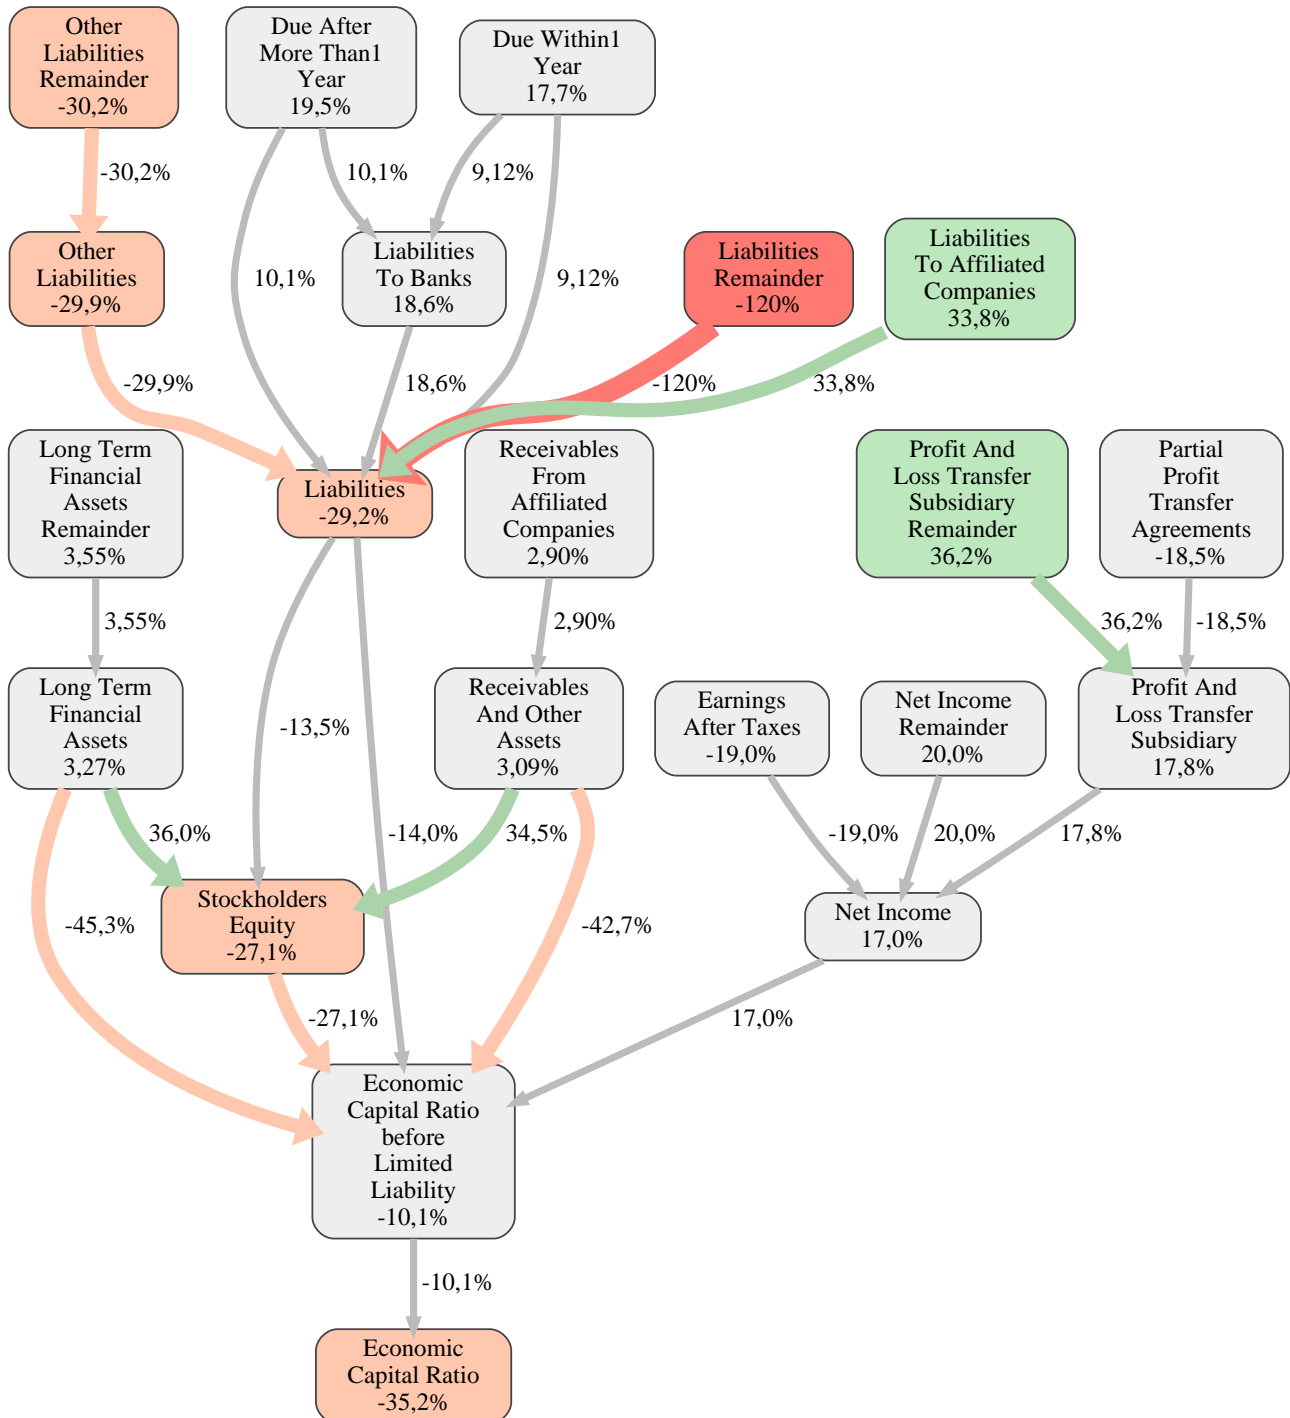 Other
Liabilities
Remainder
-30,2%
Due After
More Than1
Year
19,5%
Due Within1
Year
17,7%
-30,2%
10,1%
9,12%
Other
Liabilities
-29,9%
10,1%
Liabilities
To Banks
18,6%
9,12%
Liabilities
Remainder
-120%
Liabilities
To Affiliated
Companies
33,8%
-29,9%
18,6%
-120%
33,8%
Long Term
Financial
Assets
Remainder
3,55%
Liabilities
-29,2%
Receivables
From
Affiliated
Companies
2,90%
Profit And
Loss Transfer
Subsidiary
Remainder
36,2%
Partial
Profit
Transfer
Agreements
-18,5%
3,55%
2,90%
36,2%
-18,5%
Long Term
Financial
Assets
3,27%
-13,5%
Receivables
And Other
Assets
3,09%
Earnings
After Taxes
-19,0%
Net Income
Remainder
20,0%
Profit And
Loss Transfer
Subsidiary
17,8%
36,0%
-14,0%
34,5%
-19,0%
20,0%
17,8%
-45,3%
Stockholders
Equity
-27,1%
-42,7%
Net Income
17,0%
-27,1%
17,0%
Economic
Capital Ratio
before
Limited
Liability
-10,1%
-10,1%
Economic
Capital Ratio
-35,2%